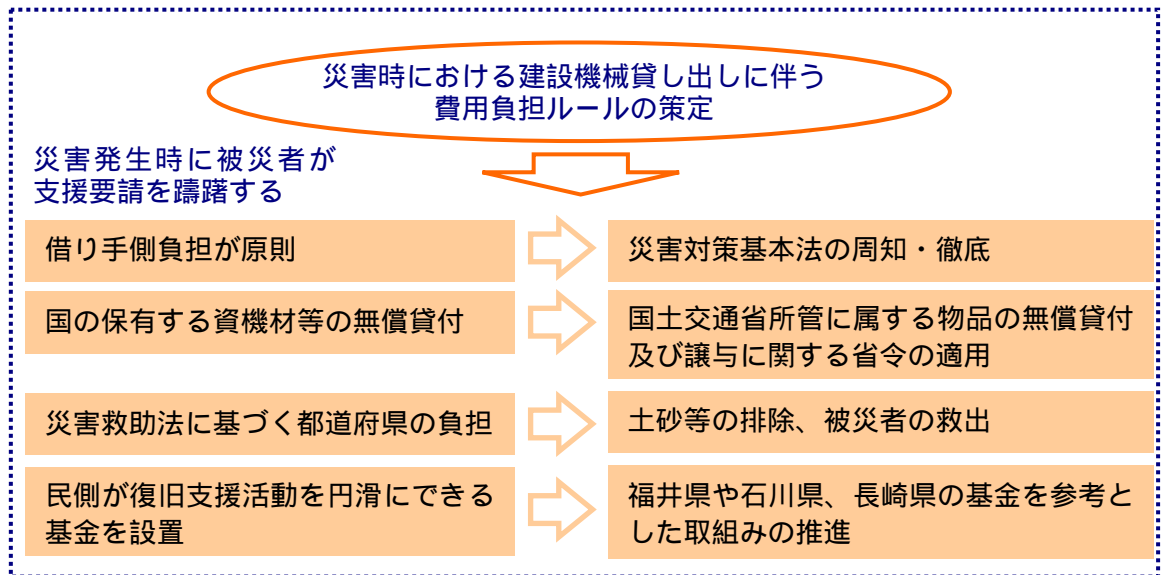 災害時における建設機械貸し出しに伴う
費用負担ルールの策定
災害発生時に被災者が
支援要請を躊躇する
借り手側負担が原則
災害対策基本法の周知・徹底
国の保有する資機材等の無償貸付
国土交通省所管に属する物品の無償貸付
及び譲与に関する省令の適用
災害救助法に基づく都道府県の負担
土砂等の排除、被災者の救出
民側が復旧支援活動を円滑にできる
基金を設置
福井県や石川県、長崎県の基金を参考と
した取組みの推進